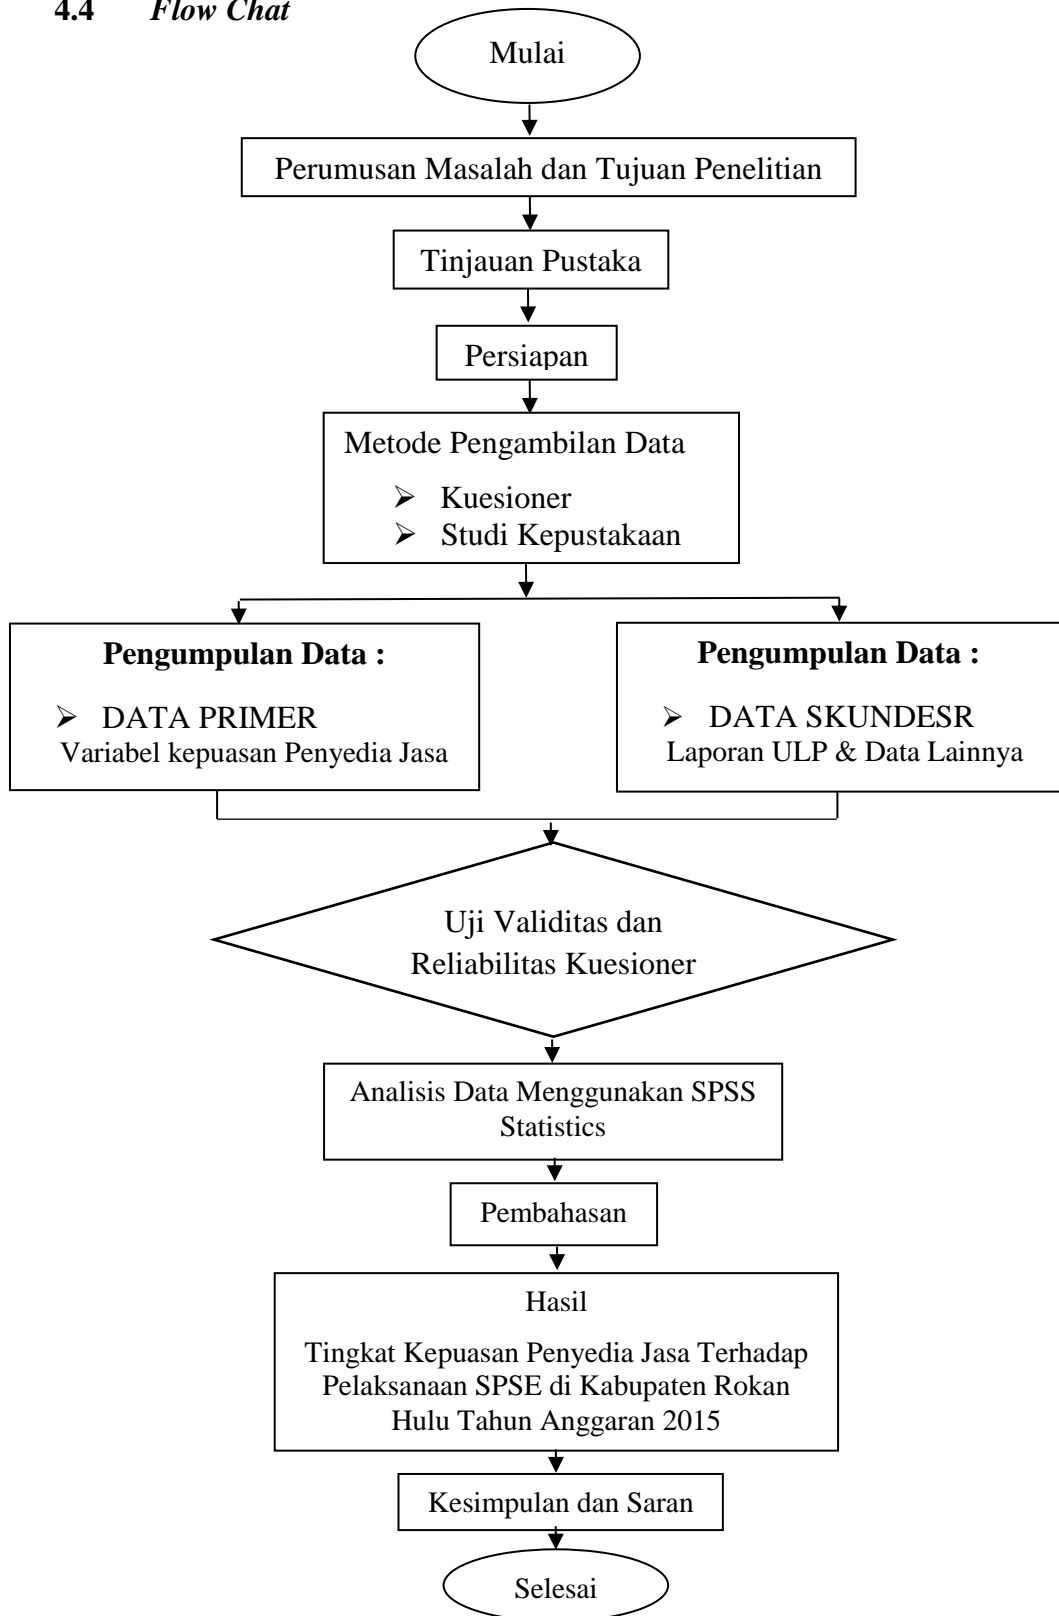 4.4 Flow Chat
Mulai
Perumusan Masalah dan Tujuan Penelitian
Tinjauan Pustaka
Persiapan
Metode Pengambilan Data
➢ Kuesioner
➢ Studi Kepustakaan
Pengumpulan Data :
➢ DATA PRIMER
Variabel kepuasan Penyedia Jasa
Pengumpulan Data :
➢ DATA SKUNDESR
Laporan ULP & Data Lainnya
Uji Validitas dan
Reliabilitas Kuesioner
Analisis Data Menggunakan SPSS
Statistics
Pembahasan
Hasil
Tingkat Kepuasan Penyedia Jasa Terhadap
Pelaksanaan SPSE di Kabupaten Rokan
Hulu Tahun Anggaran 2015
Kesimpulan dan Saran
Selesai